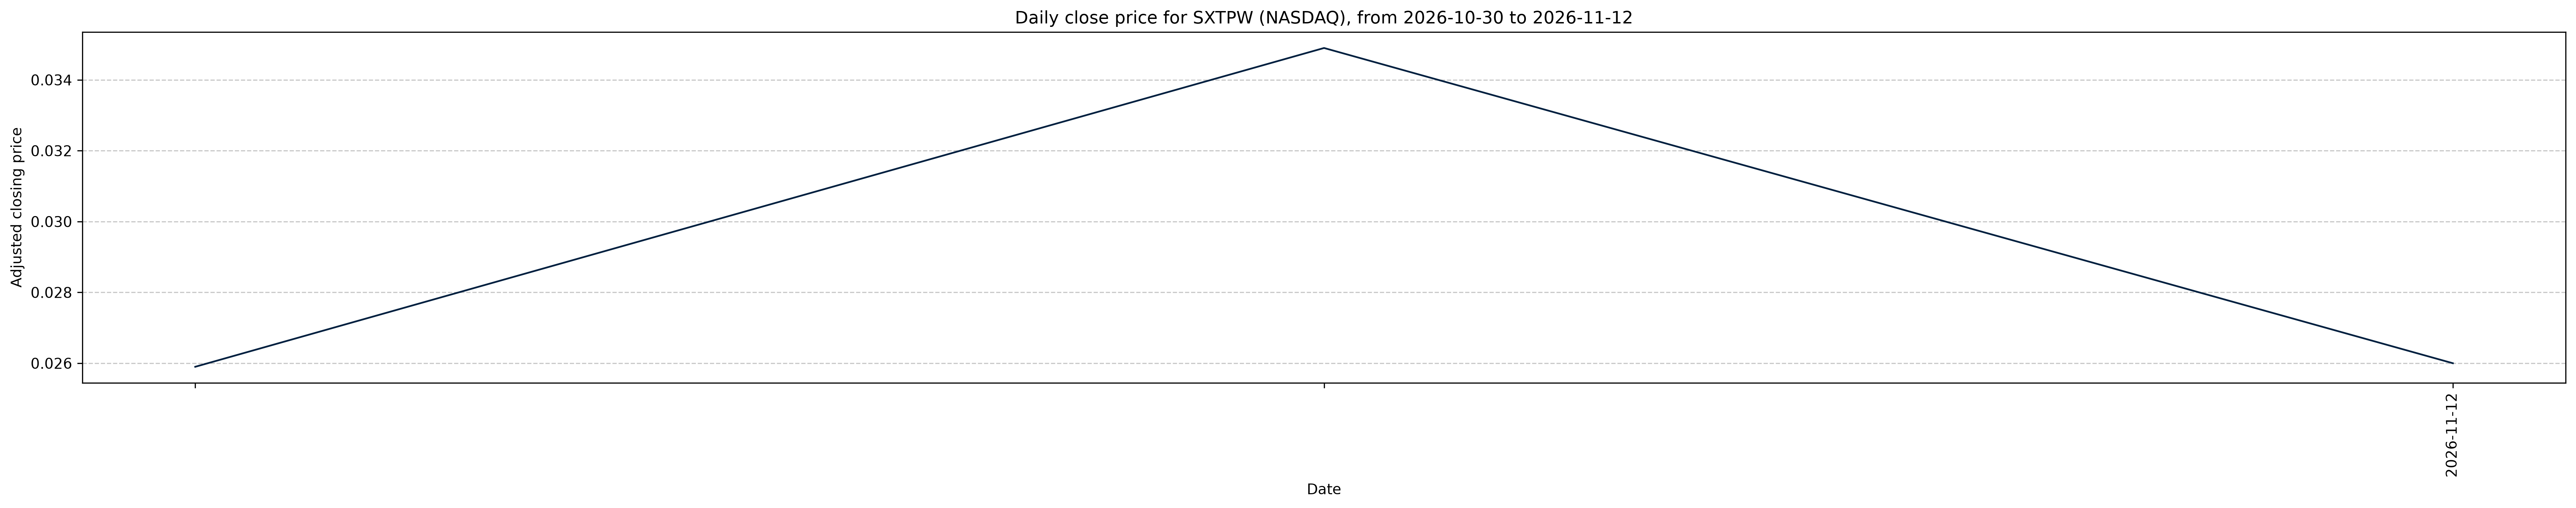 Daily close price for SXTPW (NASDAQ), from 2026-10-30 to 2026-11-12
Adjusted closing price
0.034
0.032
0.030
0.028
0.026
2026-11-12
Date